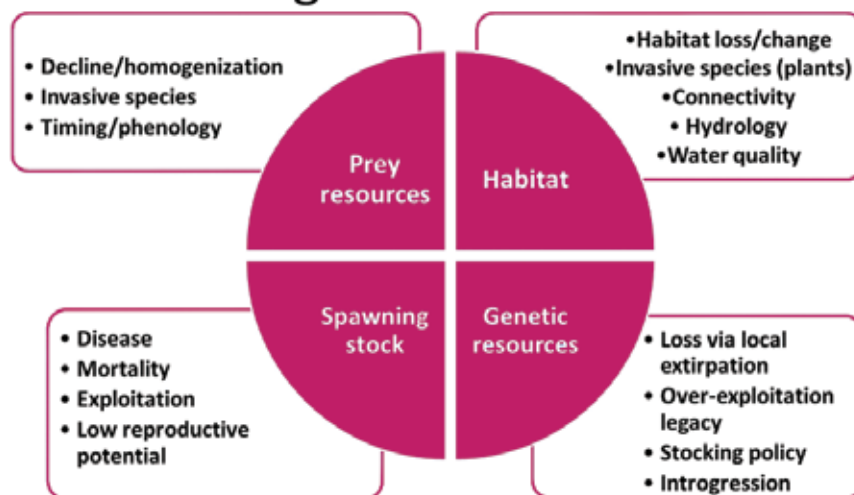 • Decline/homogenization
• Invasive species
• Timing/phenology
•Habitat loss/change
•Invasive species (plants)
•Connectivity
• Hydrology
•Water quality
Prey
resources
Habitat
Spawning
stock
Genetic
resources
• Disease
• Mortality
• Exploitation
• Low reproductive
potential
• Loss via local
extirpation
• Over-exploitation
legacy
• Stocking policy
• Introgression